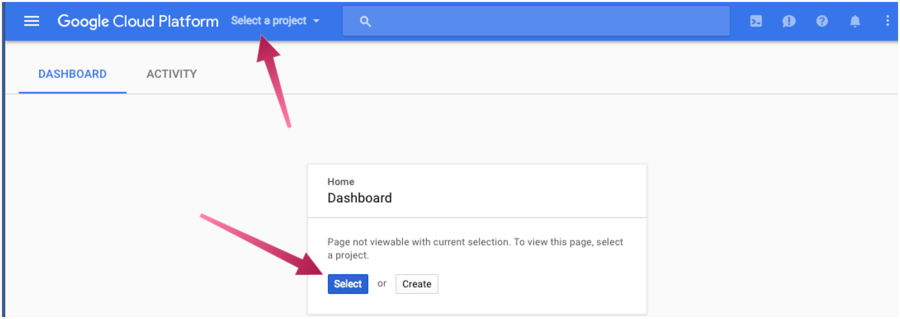 Google Cloud Platform Select a project
DASHBOARD ACTIVITY
Home
Dashboard
Page not viewable with current selection. To view this page, select
a project.
Select or Create